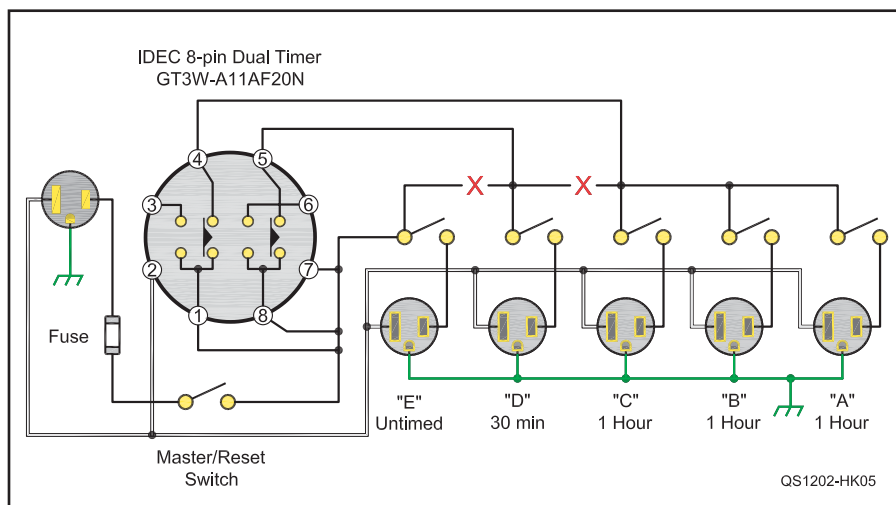 IDEC 8-pin Dual Timer
GT3W-A11AF20N
4
5
3
6
2
7
1
8
X
X
Fuse
Master/Reset
Switch
"E"
Untimed
"D"
30 min
"C"
1 Hour
"B"
1 Hour
"A"
1 Hour
QS1202-HK05